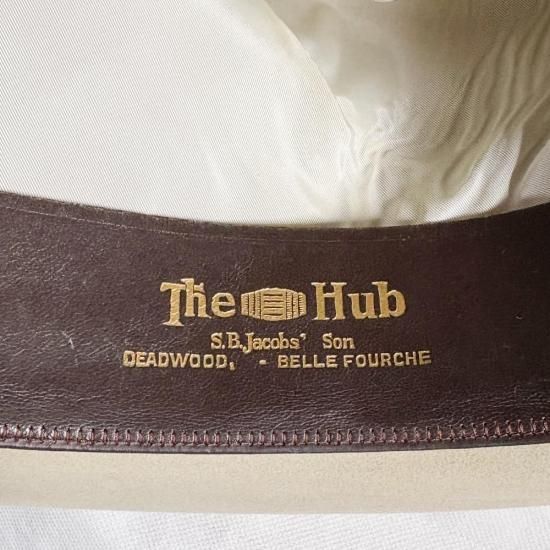 The Hub
S.B. Jacobs' Son
DEADWOOD, - BELLE FOURCHE